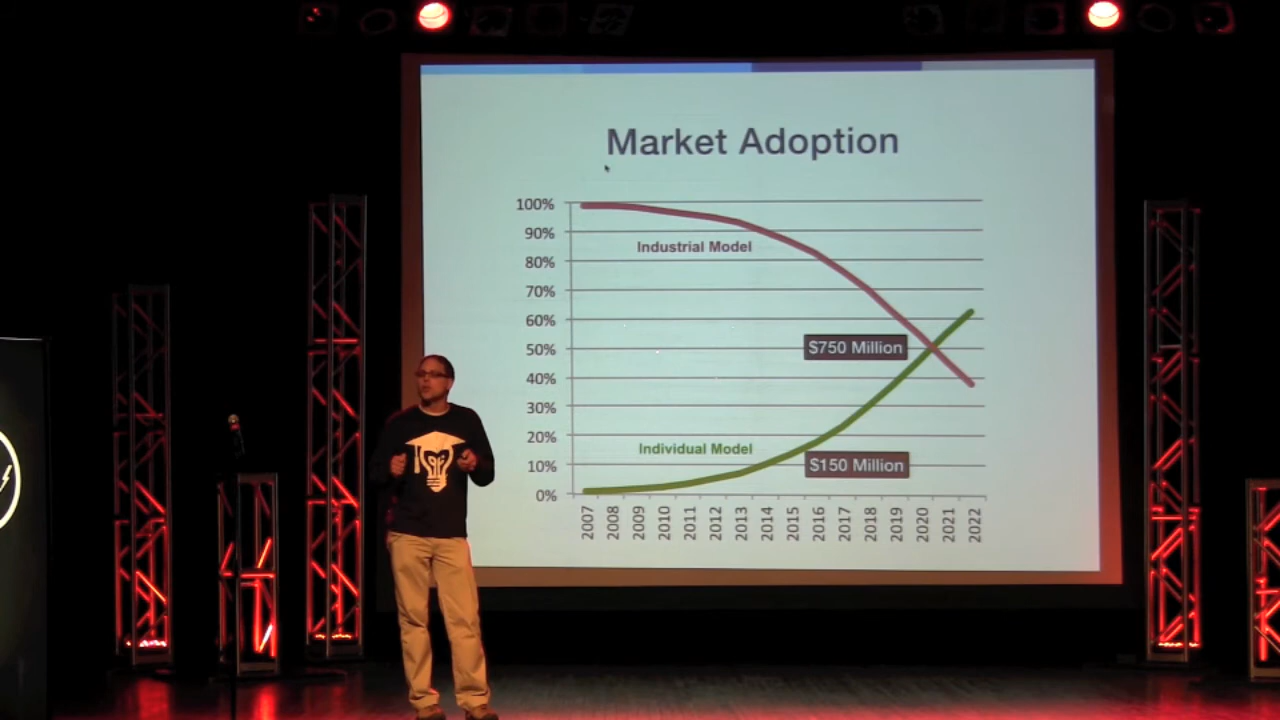 Market Adoption
100%
90%
Industrial Model
80%
70%
60%
$750 Million
50%
40%
30%
20%
Individual Model
10%
$150 Million
0%
2007 2008 2009 2010 2011 2012 2013 2014 2015 2016 2017 2018 2019 2020 2021 2022